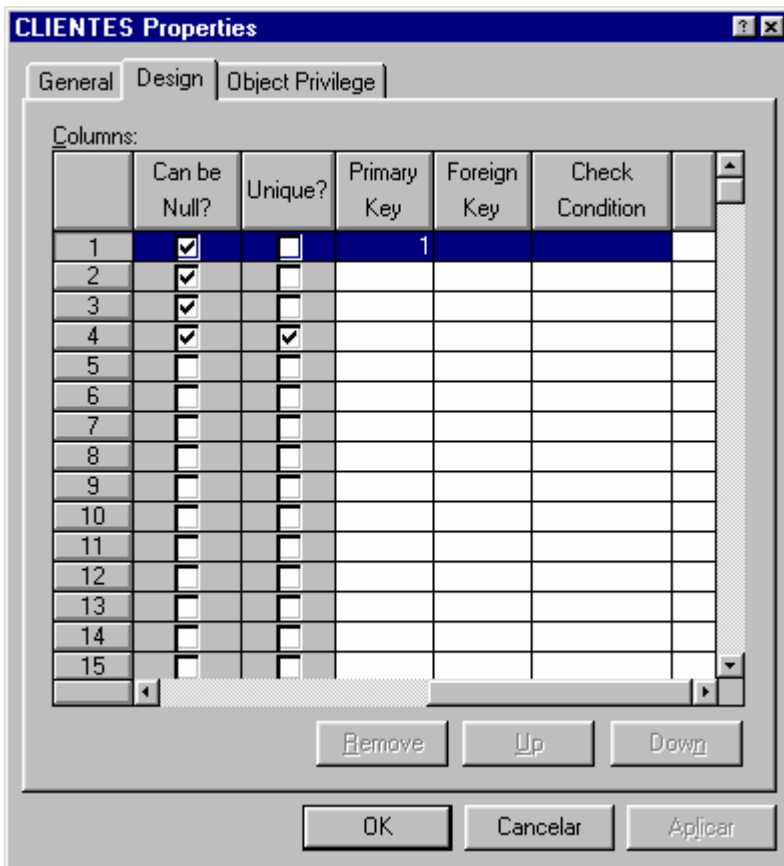 CLIENTES Properties
General Design Object Privilege
Columns:
Can be Null? Unique? Primary Key Foreign Key Check Condition
1 1
2
3
4
5
6
7
8
9
10
11
12
13
14
15
Remove Up Down
OK Cancelar Aplicar